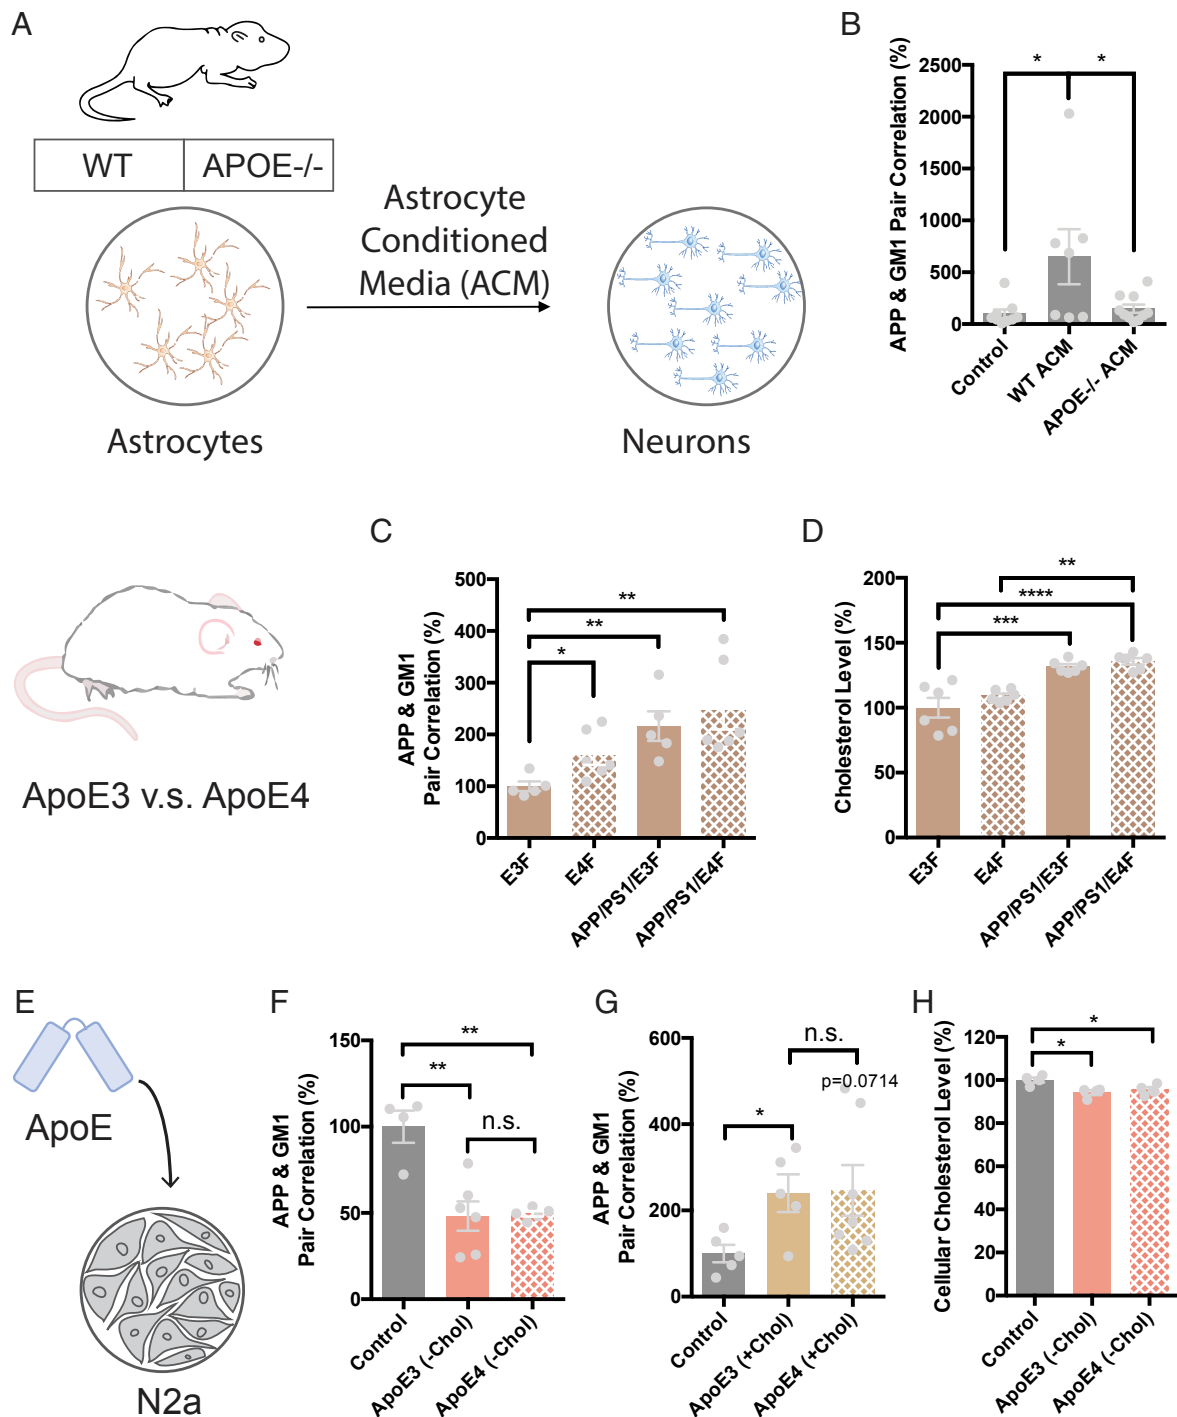 A
WT
APOE-/-
Astrocyte
Conditioned
Media (ACM)
Astrocytes
Neurons
B
APP & GM1 Pair Correlation (%)
2500
2000
1500
1000
500
0
*
*
Control
WT ACM
APOE-/- ACM
ApoE3 v.s. ApoE4
C
APP & GM1
Pair Correlation (%)
500
400
300
200
100
0
**
**
*
E3F
E4F
APP/PS1/E3F
APP/PS1/E4F
D
Cholesterol Level (%)
200
150
100
50
0
**
****
***
E3F
E4F
APP/PS1/E3F
APP/PS1/E4F
E
ApoE
N2a
F
APP & GM1
Pair Correlation (%)
150
100
50
0
**
**
n.s.
Control
ApoE3 (-Chol)
ApoE4 (-Chol)
G
APP & GM1
Pair Correlation (%)
600
400
200
0
n.s.
p=0.0714
*
Control
ApoE3 (+Chol)
ApoE4 (+Chol)
H
Cellular Cholesterol Level (%)
120
100
80
60
40
20
0
*
*
Control
ApoE3 (-Chol)
ApoE4 (-Chol)